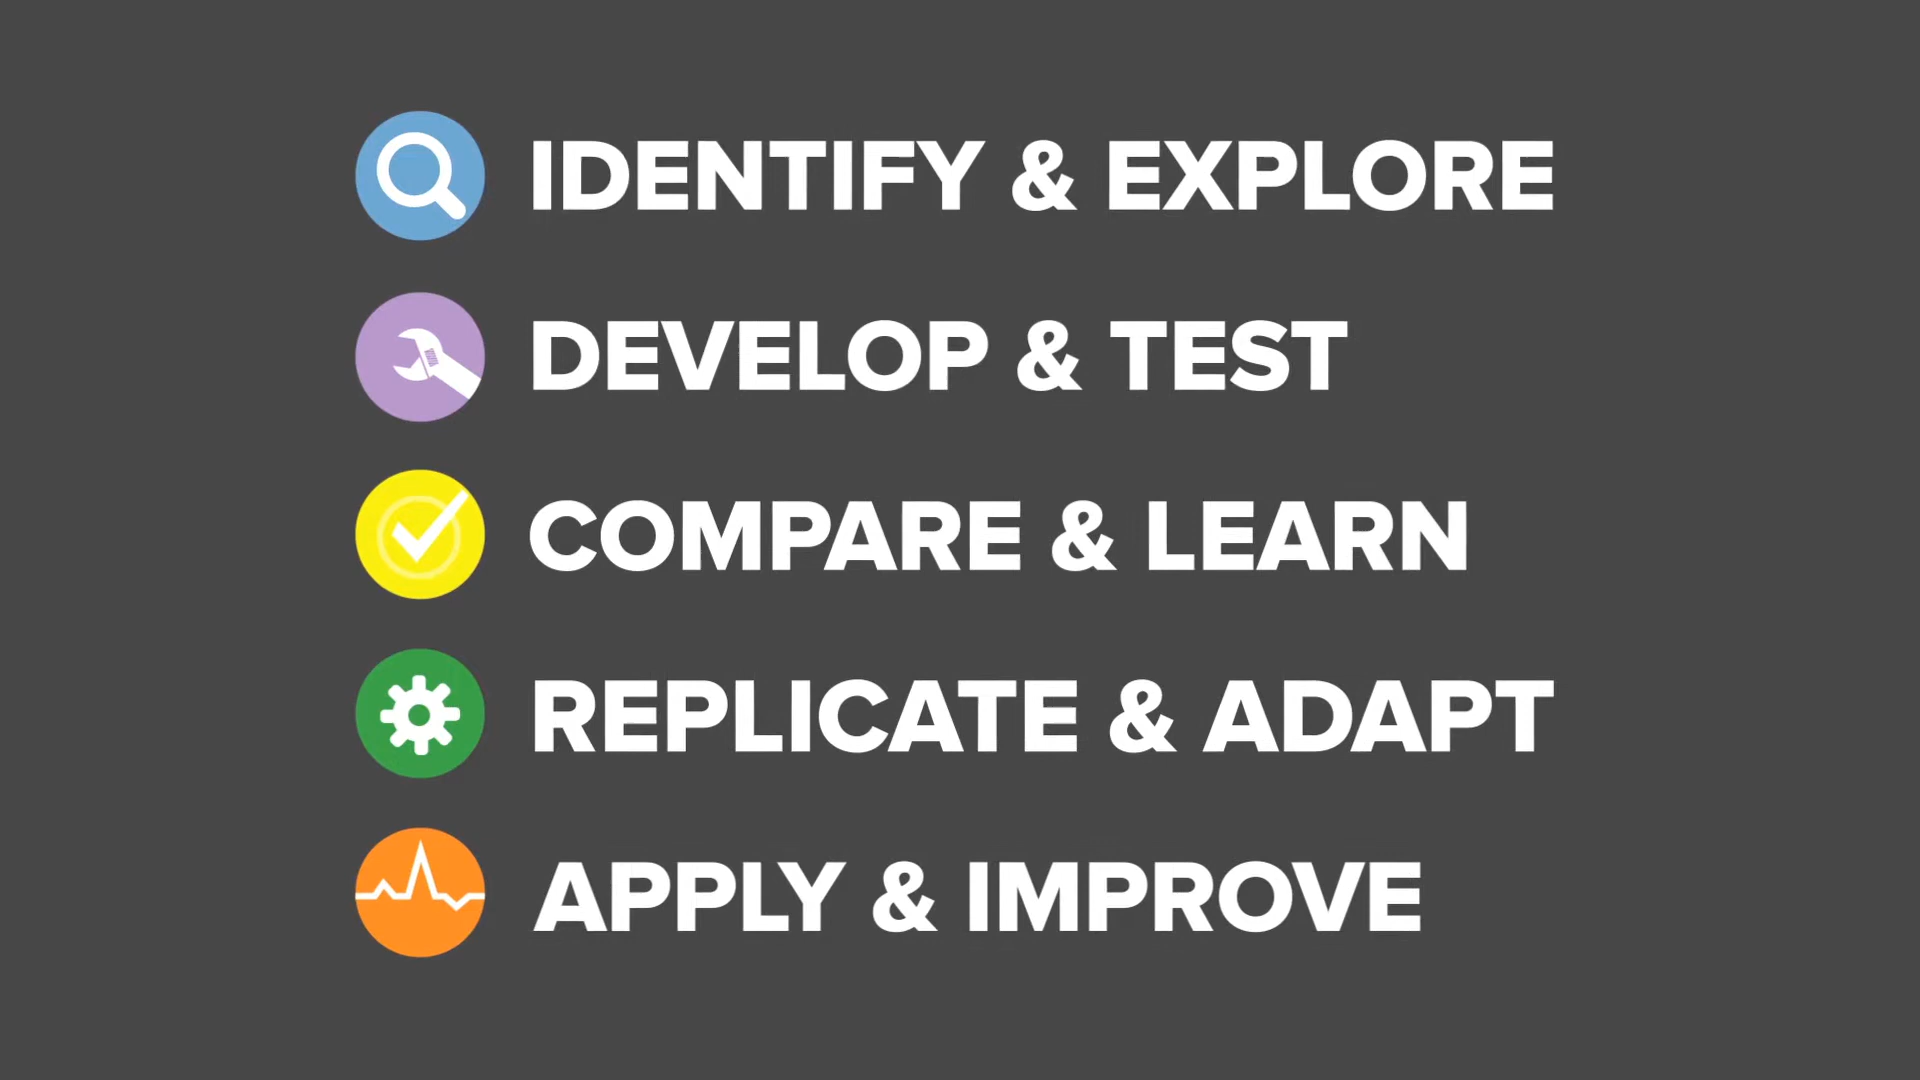 IDENTIFY & EXPLORE
DEVELOP & TEST
COMPARE & LEARN
REPLICATE & ADAPT
APPLY & IMPROVE